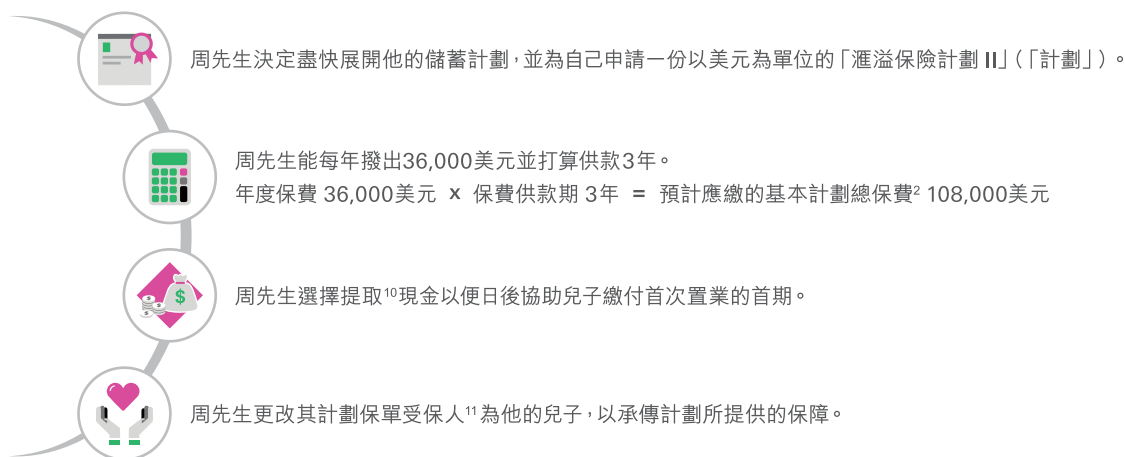 周先生決定盡快展開他的儲蓄計劃，並為自己申請一份以美元為單位的「滙溢保險計劃 II」（「計劃」）。
周先生能每年撥出36,000美元並打算供款3年。
年度保費 36,000美元 x 保費供款期 3年 = 預計應繳的基本計劃總保費² 108,000美元
周先生選擇提取¹⁰現金以便日後協助兒子繳付首次置業的首期。
$
$
$
$
周先生更改其計劃保單受保人¹¹為他的兒子，以承傳計劃所提供的保障。